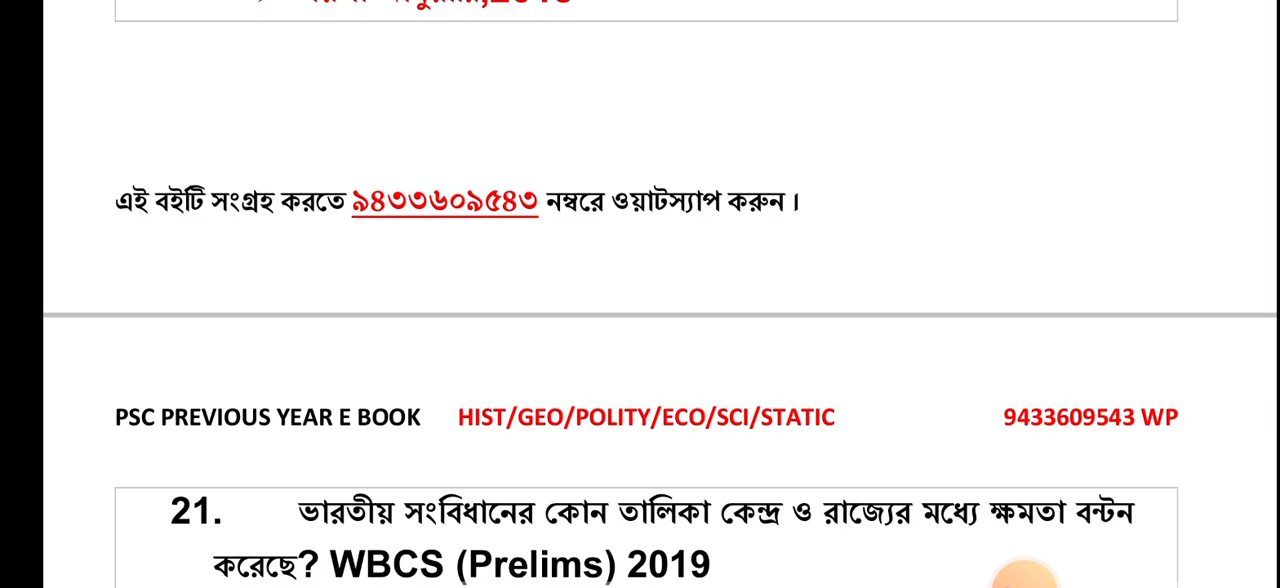 এই বইটি সংগ্রহ করতে ৯৪৩৩৬০৯৫৪৩ নম্বরে ওয়াটস্যাপ করুন।
PSC PREVIOUS YEAR E BOOK HIST/GEO/POLITY/ECO/SCI/STATIC 9433609543 WP
21. ভারতীয় সংবিধানের কোন তালিকা কেন্দ্র ও রাজ্যের মধ্যে ক্ষমতা বন্টন
করেছে? WBCS (Prelims) 2019